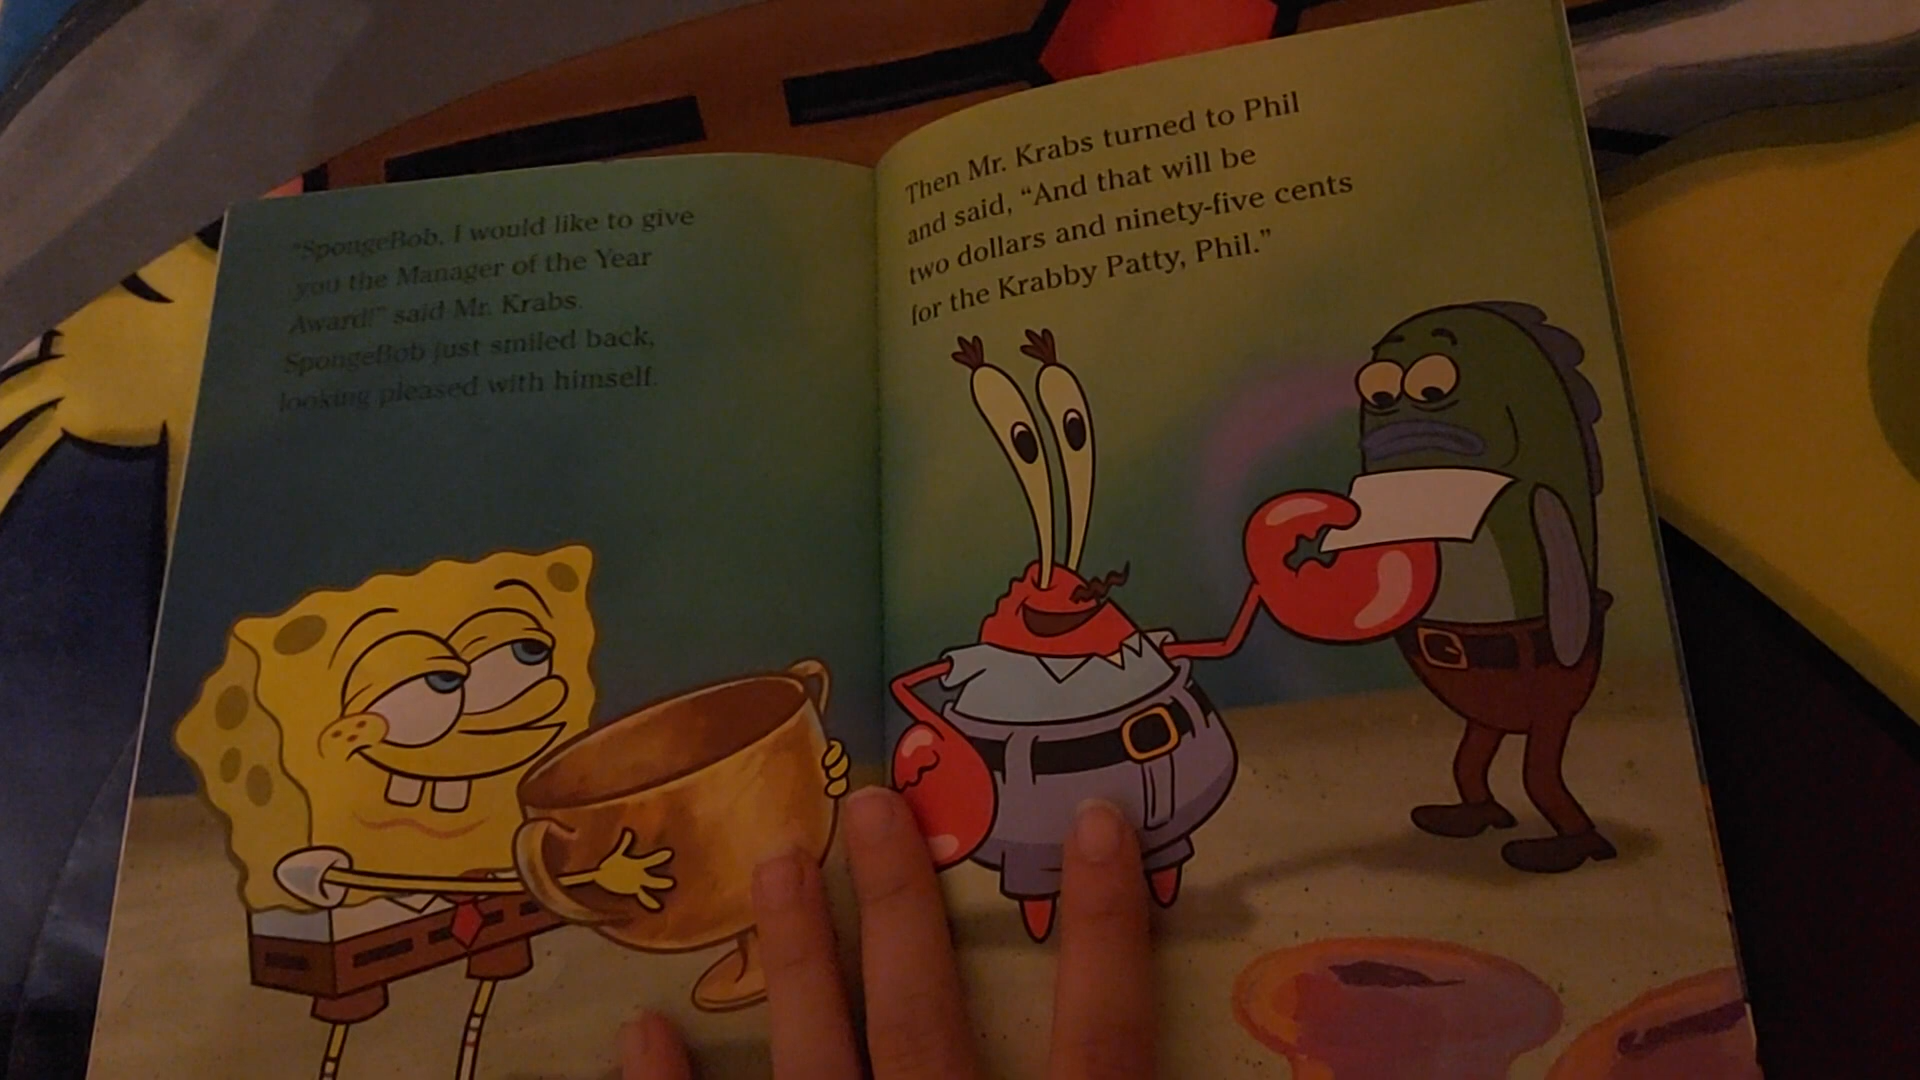 "SpongeBob, I would like to give
you the Manager of the Year
Award!" said Mr. Krabs.
SpongeBob just smiled back,
looking pleased with himself.
Then Mr. Krabs turned to Phil
and said, "And that will be
two dollars and ninety-five cents
for the Krabby Patty, Phil."